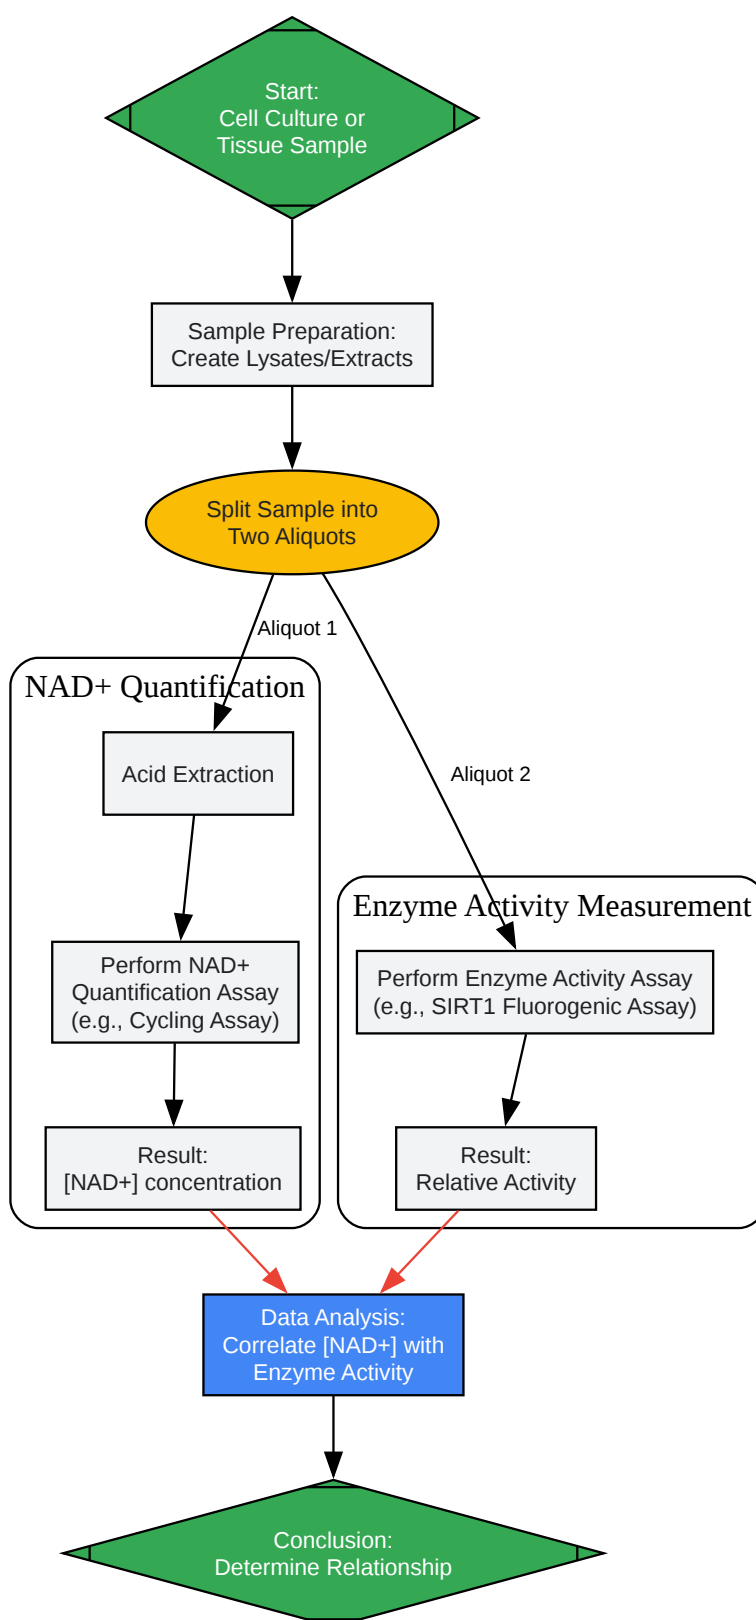 Start:
Cell Culture or
Tissue Sample
Sample Preparation:
Create Lysates/Extracts
Split Sample into
Two Aliquots
Aliquot 1
NAD+ Quantification
Acid Extraction
Aliquot 2
Enzyme Activity Measurement
Perform NAD+
Quantification Assay
(e.g., Cycling Assay)
Perform Enzyme Activity Assay
(e.g., SIRT1 Fluorogenic Assay)
Result:
[NAD+] concentration
Result:
Relative Activity
Data Analysis:
Correlate [NAD+] with
Enzyme Activity
Conclusion:
Determine Relationship